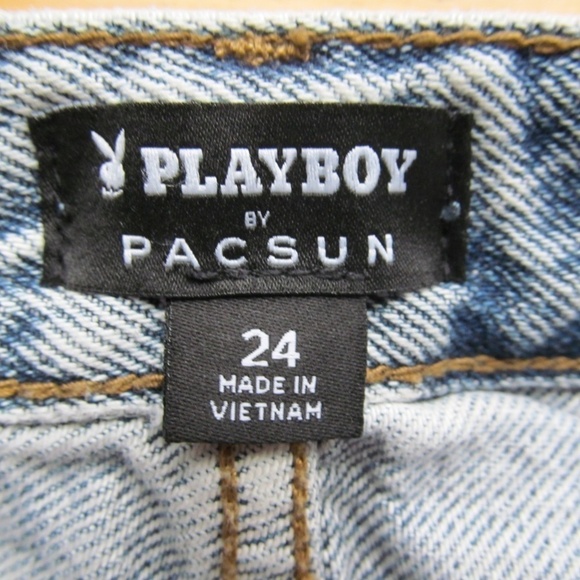 PLAYBOY
BY
PACSUN
24
MADE IN
VIETNAM